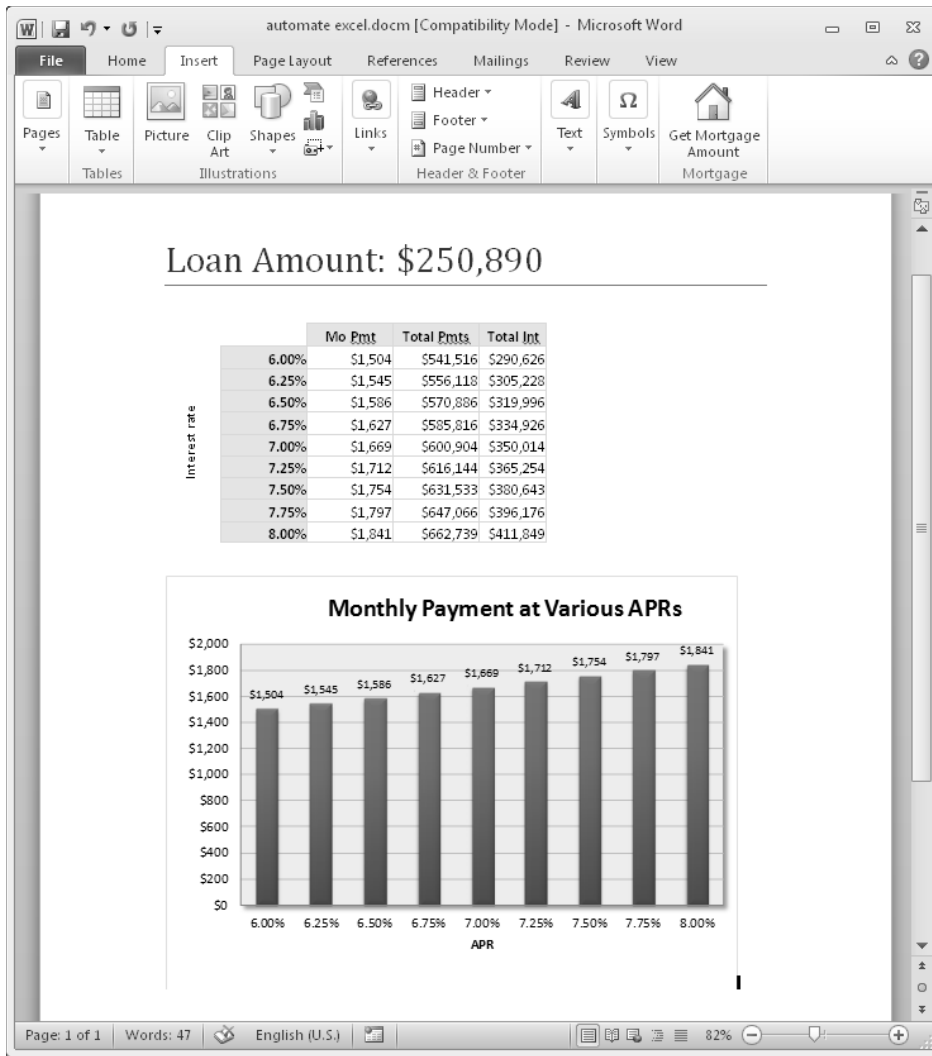 automate excel.docm [Compatibility Mode] - Microsoft Word
File Home Insert Page Layout References Mailings Review View
Pages
Table
Picture
Clip Art
Shapes
Links
Header
Footer
Page Number
Text
Symbols
Get Mortgage Amount
Tables Illustrations Header & Footer Mortgage
Loan Amount: $250,890
Mo Pmt Total Pmts Total Int
Interest rate
6.00% $1,504 $541,516 $290,626
6.25% $1,545 $556,118 $305,228
6.50% $1,586 $570,886 $319,996
6.75% $1,627 $585,816 $334,926
7.00% $1,669 $600,904 $350,014
7.25% $1,712 $616,144 $365,254
7.50% $1,754 $631,533 $380,643
7.75% $1,797 $647,066 $396,176
8.00% $1,841 $662,739 $411,849
Monthly Payment at Various APRs
$2,000
$1,800
$1,600
$1,400
$1,200
$1,000
$800
$600
$400
$200
$0
$1,504 $1,545 $1,586 $1,627 $1,669 $1,712 $1,754 $1,797 $1,841
6.00% 6.25% 6.50% 6.75% 7.00% 7.25% 7.50% 7.75% 8.00%
APR
Page: 1 of 1 Words: 47 English (U.S.) 82%